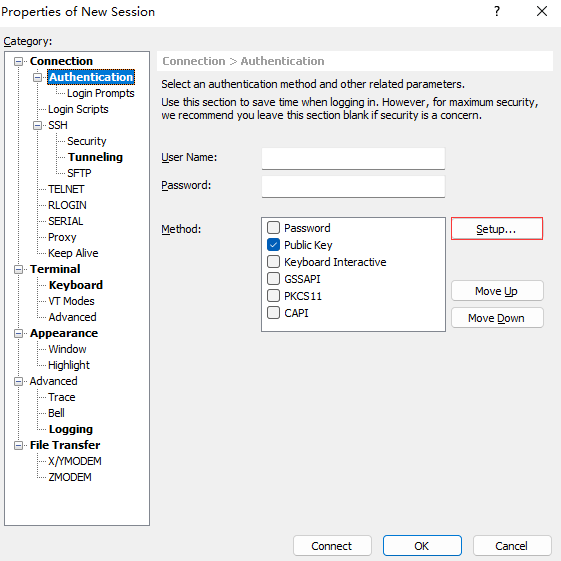 Properties of New Session
Category:
Connection
Authentication
Login Prompts
Login Scripts
SSH
Security
Tunneling
SFTP
TELNET
RLOGIN
SERIAL
Proxy
Keep Alive
Terminal
Keyboard
VT Modes
Advanced
Appearance
Window
Highlight
Advanced
Trace
Bell
Logging
File Transfer
X/YMODEM
ZMODEM
Connection > Authentication
Select an authentication method and other related parameters.
Use this section to save time when logging in. However, for maximum security,
we recommend you leave this section blank if security is a concern.
User Name:
Password:
Method:
Password
Public Key
Keyboard Interactive
GSSAPI
PKCS11
CAPI
Setup...
Move Up
Move Down
Connect
OK
Cancel